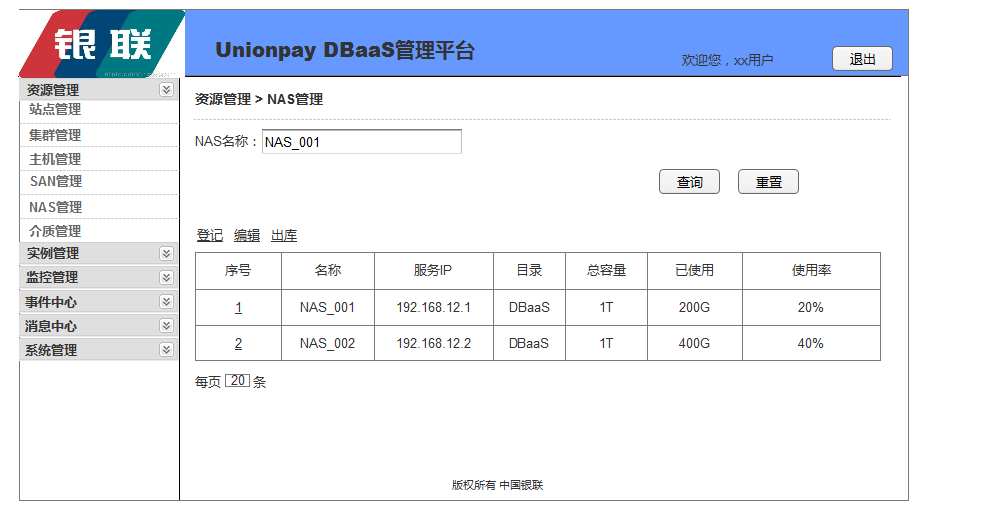 银联
Unionpay DBaaS管理平台
欢迎您，xx用户
退出
资源管理
站点管理
集群管理
主机管理
SAN管理
NAS管理
介质管理
实例管理
监控管理
事件中心
消息中心
系统管理
资源管理 > NAS管理
NAS名称： NAS_001
查询 重置
登记 编辑 出库
序号 名称 服务IP 目录 总容量 已使用 使用率
1 NAS_001 192.168.12.1 DBaaS 1T 200G 20%
2 NAS_002 192.168.12.2 DBaaS 1T 400G 40%
每页 20 条
版权所有 中国银联